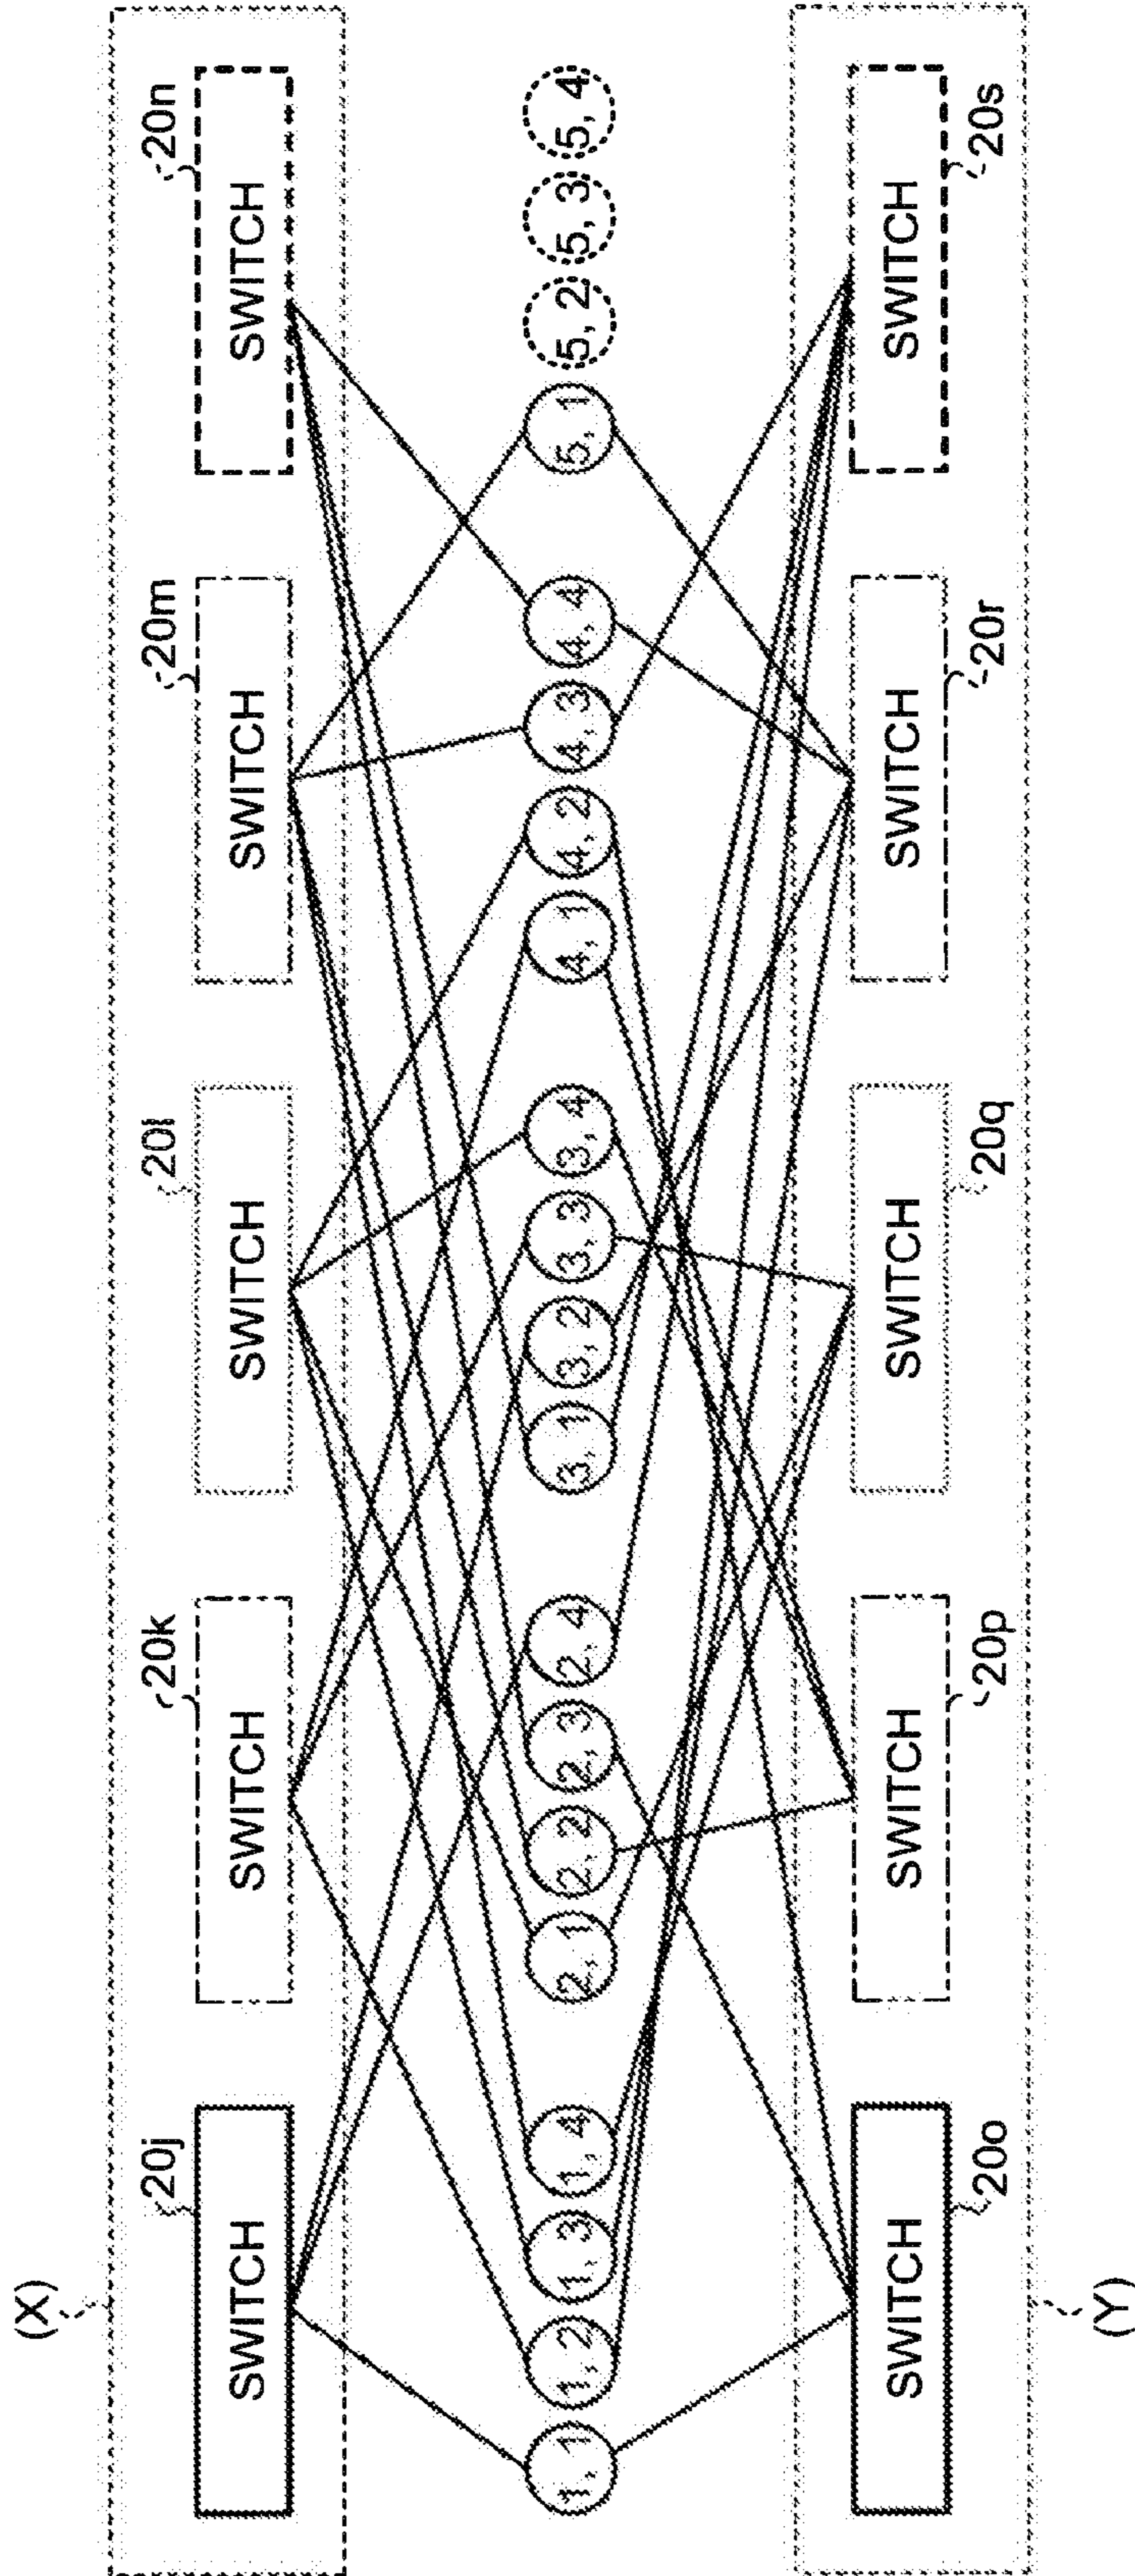 (X)
20j 20k 20l 20m 20n
SWITCH SWITCH SWITCH SWITCH SWITCH
1, 1 1, 2 1, 3 1, 4 2, 1 2, 2 2, 3 2, 4 3, 1 3, 2 3, 3 3, 4 4, 1 4, 2 4, 3 4, 4 5, 1 5, 2 5, 3 5, 4
SWITCH SWITCH SWITCH SWITCH SWITCH
20o 20p 20q 20r 20s
(Y)